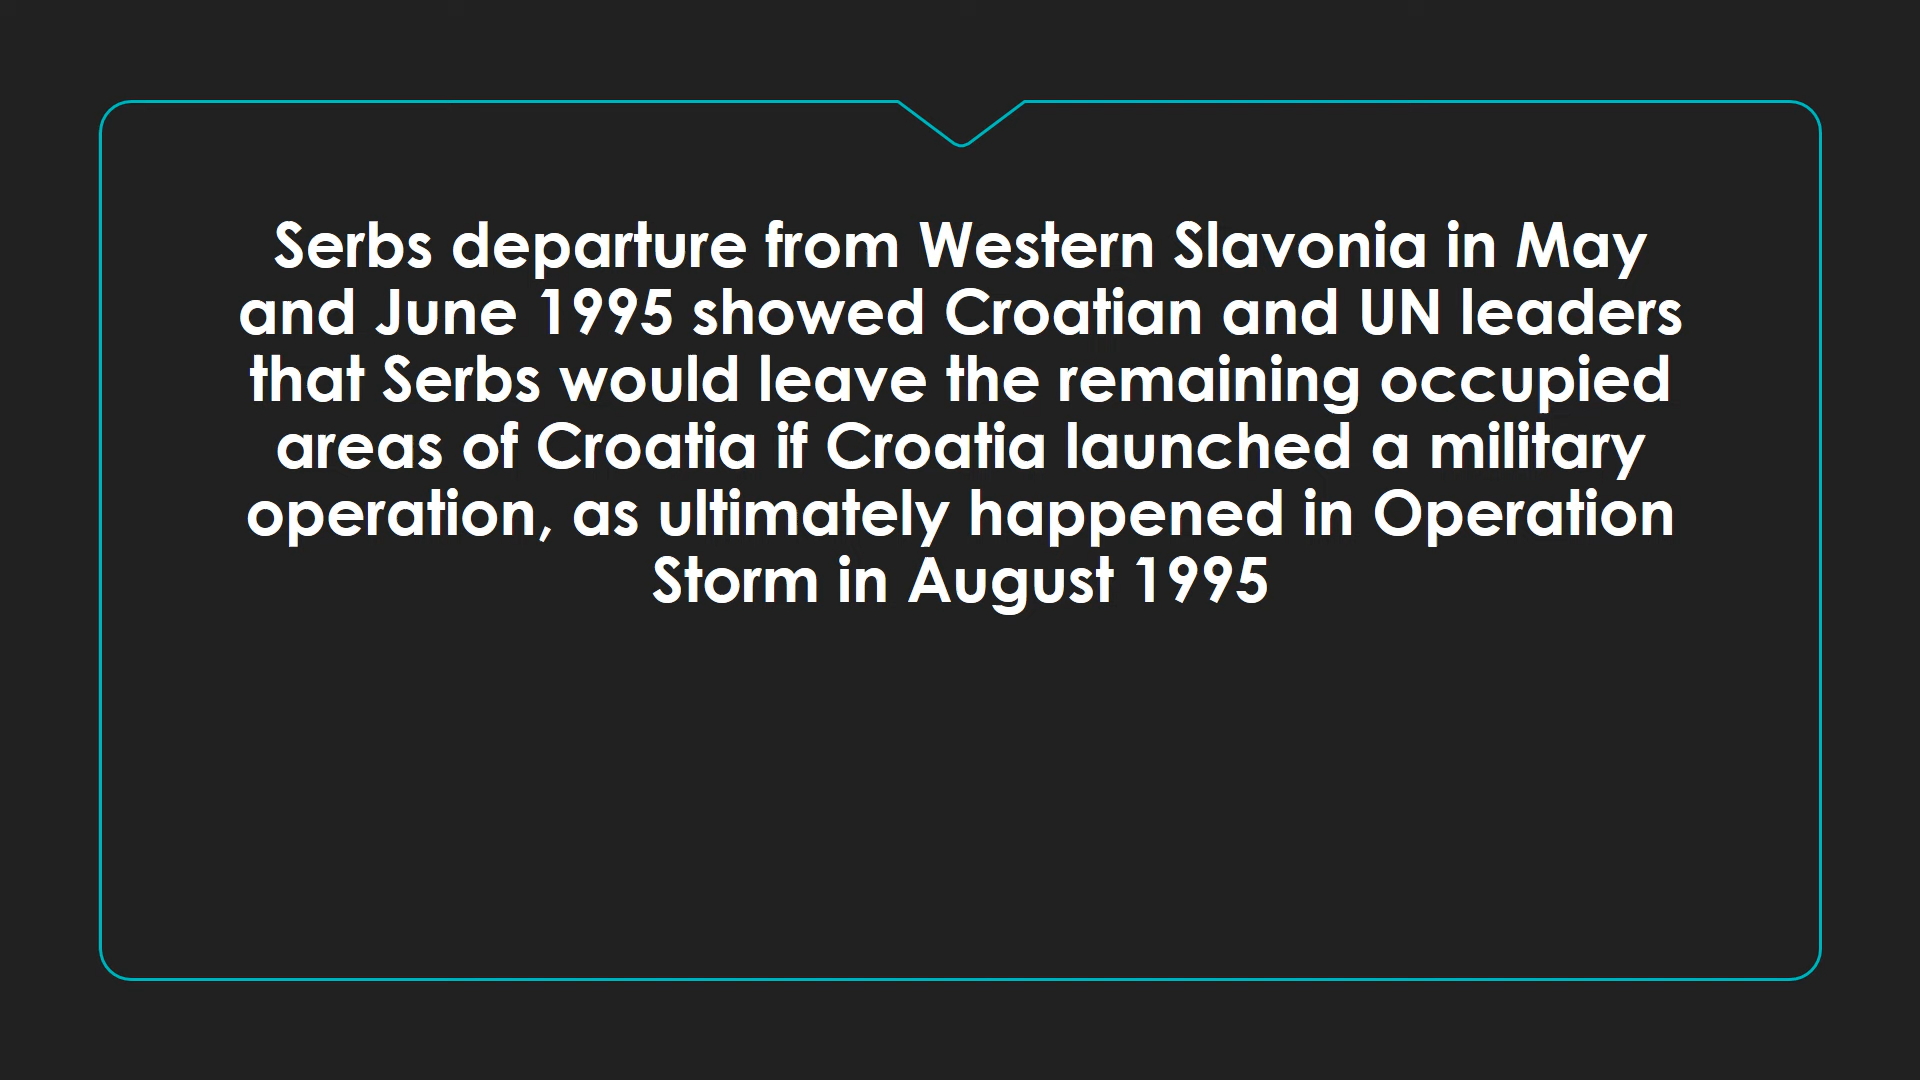 Serbs departure from Western Slavonia in May
and June 1995 showed Croatian and UN leaders
that Serbs would leave the remaining occupied
areas of Croatia if Croatia launched a military
operation, as ultimately happened in Operation
Storm in August 1995